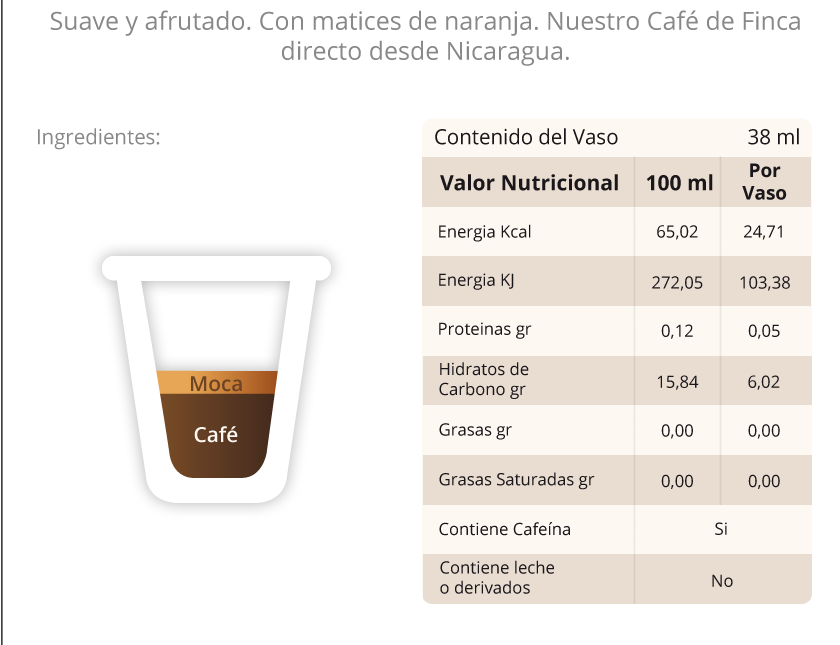 Suave y afrutado. Con matices de naranja. Nuestro Café de Finca
directo desde Nicaragua.
Ingredientes:
Moca
Café
Contenido del Vaso 38 ml
Valor Nutricional 100 ml Por Vaso
Energia Kcal 65,02 24,71
Energia KJ 272,05 103,38
Proteinas gr 0,12 0,05
Hidratos de
Carbono gr 15,84 6,02
Grasas gr 0,00 0,00
Grasas Saturadas gr 0,00 0,00
Contiene Cafeína Si
Contiene leche
o derivados No